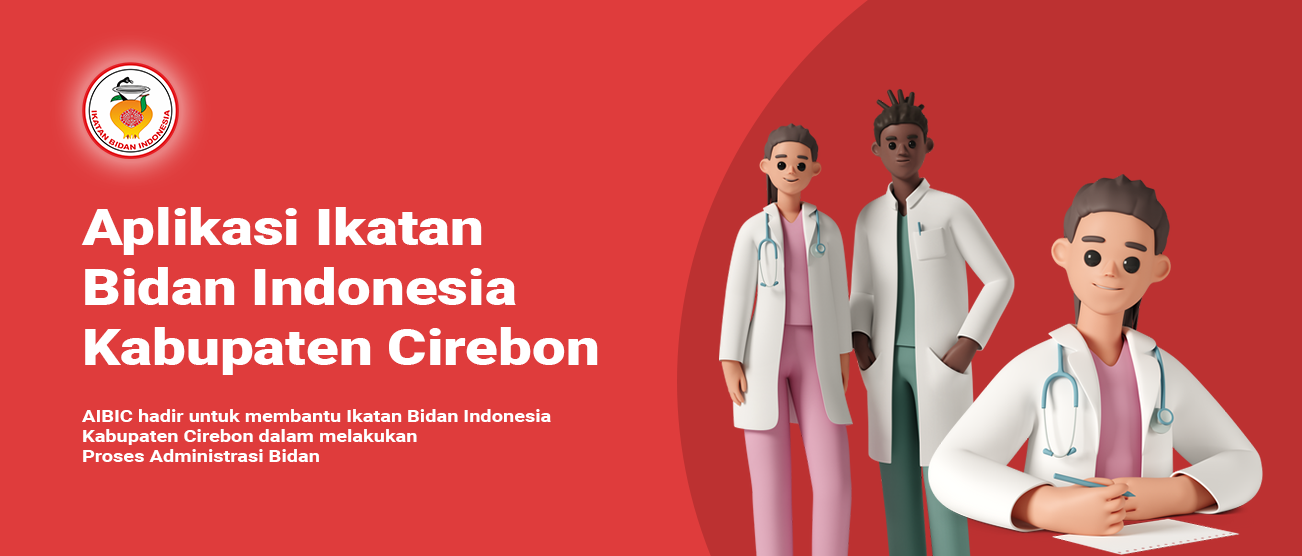 IKATAN BIDAN INDONESIA
Aplikasi Ikatan
Bidan Indonesia
Kabupaten Cirebon
AIBIC hadir untuk membantu Ikatan Bidan Indonesia
Kabupaten Cirebon dalam melakukan
Proses Administrasi Bidan